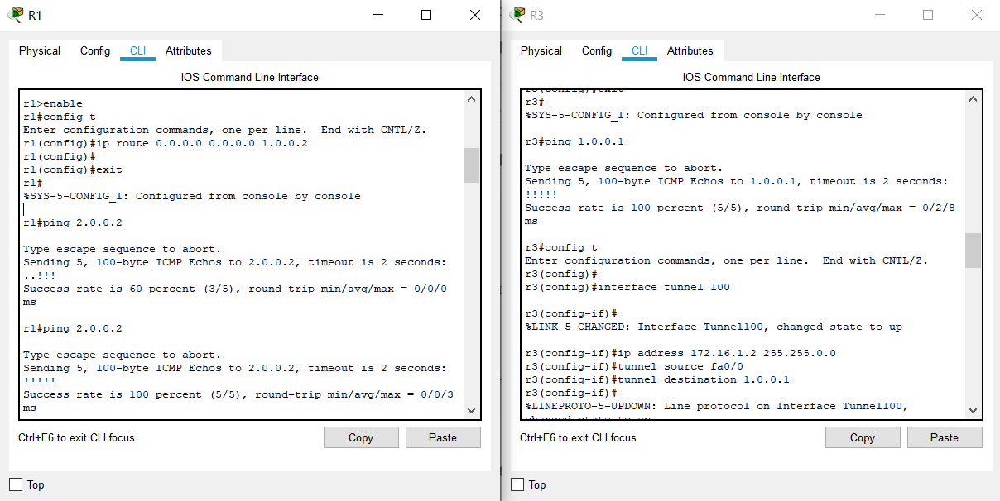 R1
Physical Config CLI Attributes
IOS Command Line Interface
r1>enable
r1#config t
Enter configuration commands, one per line.  End with CNTL/Z.
r1(config)#ip route 0.0.0.0 0.0.0.0 1.0.0.2
r1(config)#
r1(config)#exit
r1#
%SYS-5-CONFIG_I: Configured from console by console
r1#ping 2.0.0.2
Type escape sequence to abort.
Sending 5, 100-byte ICMP Echos to 2.0.0.2, timeout is 2 seconds:
..!!!
Success rate is 60 percent (3/5), round-trip min/avg/max = 0/0/0
ms
r1#ping 2.0.0.2
Type escape sequence to abort.
Sending 5, 100-byte ICMP Echos to 2.0.0.2, timeout is 2 seconds:
!!!!!
Success rate is 100 percent (5/5), round-trip min/avg/max = 0/0/3
ms
Ctrl+F6 to exit CLI focus
Copy Paste
Top
R3
Physical Config CLI Attributes
IOS Command Line Interface
r3(config)#exit
r3#
%SYS-5-CONFIG_I: Configured from console by console
r3#ping 1.0.0.1
Type escape sequence to abort.
Sending 5, 100-byte ICMP Echos to 1.0.0.1, timeout is 2 seconds:
!!!!!
Success rate is 100 percent (5/5), round-trip min/avg/max = 0/2/8
ms
r3#config t
Enter configuration commands, one per line.  End with CNTL/Z.
r3(config)#
r3(config)#interface tunnel 100
r3(config-if)#
%LINK-5-CHANGED: Interface Tunnel100, changed state to up
r3(config-if)#ip address 172.16.1.2 255.255.0.0
r3(config-if)#tunnel source fa0/0
r3(config-if)#tunnel destination 1.0.0.1
r3(config-if)#
%LINEPROTO-5-UPDOWN: Line protocol on Interface Tunnel100,
changed state to up
Ctrl+F6 to exit CLI focus
Copy Paste
Top